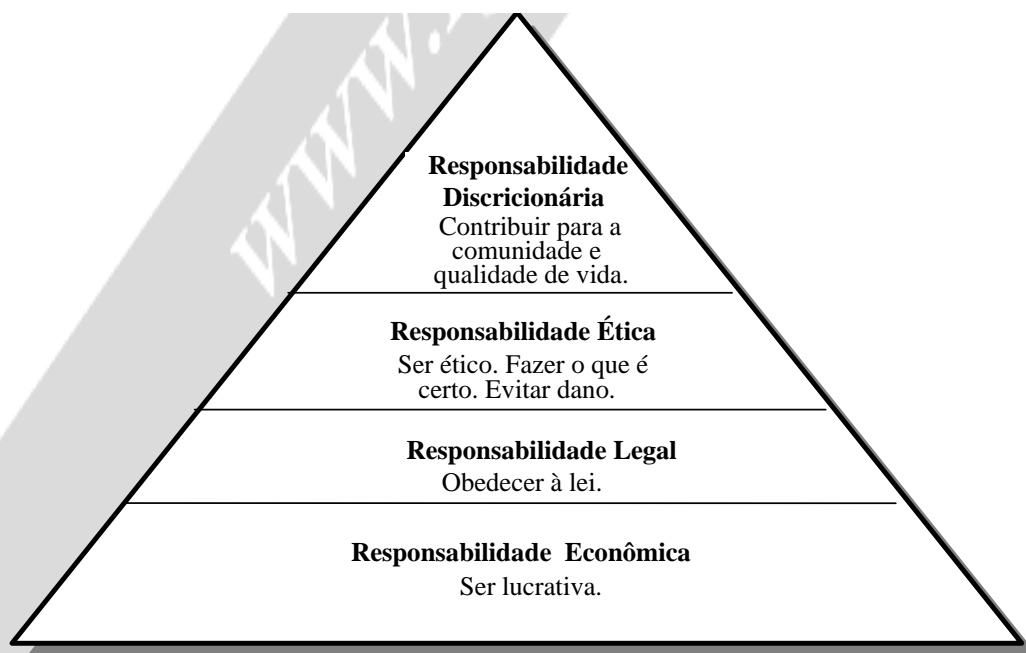 www.
Responsabilidade
Discricionária
Contribuir para a
comunidade e
qualidade de vida.
Responsabilidade Ética
Ser ético. Fazer o que é
certo. Evitar dano.
Responsabilidade Legal
Obedecer à lei.
Responsabilidade Econômica
Ser lucrativa.